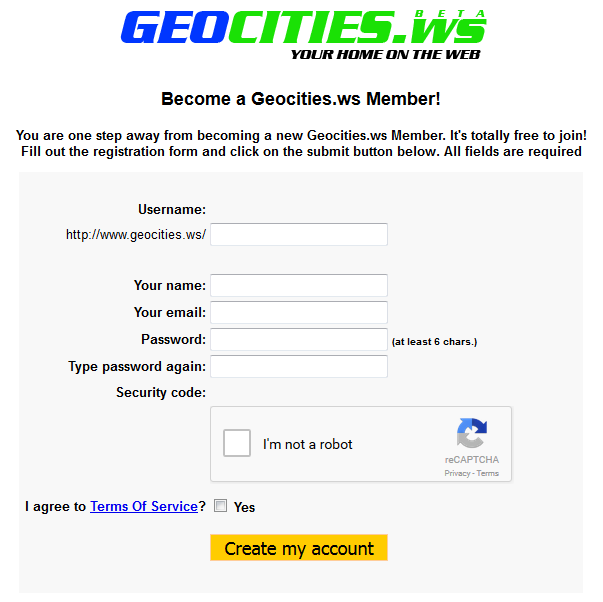 BETA
GEOCITIES.WS
YOUR HOME ON THE WEB
Become a Geocities.ws Member!
You are one step away from becoming a new Geocities.ws Member. It's totally free to join!
Fill out the registration form and click on the submit button below. All fields are required
Username:
http://www.geocities.ws/
Your name:
Your email:
Password: (at least 6 chars.)
Type password again:
Security code:
I'm not a robot
reCAPTCHA
Privacy - Terms
I agree to Terms Of Service? Yes
Create my account